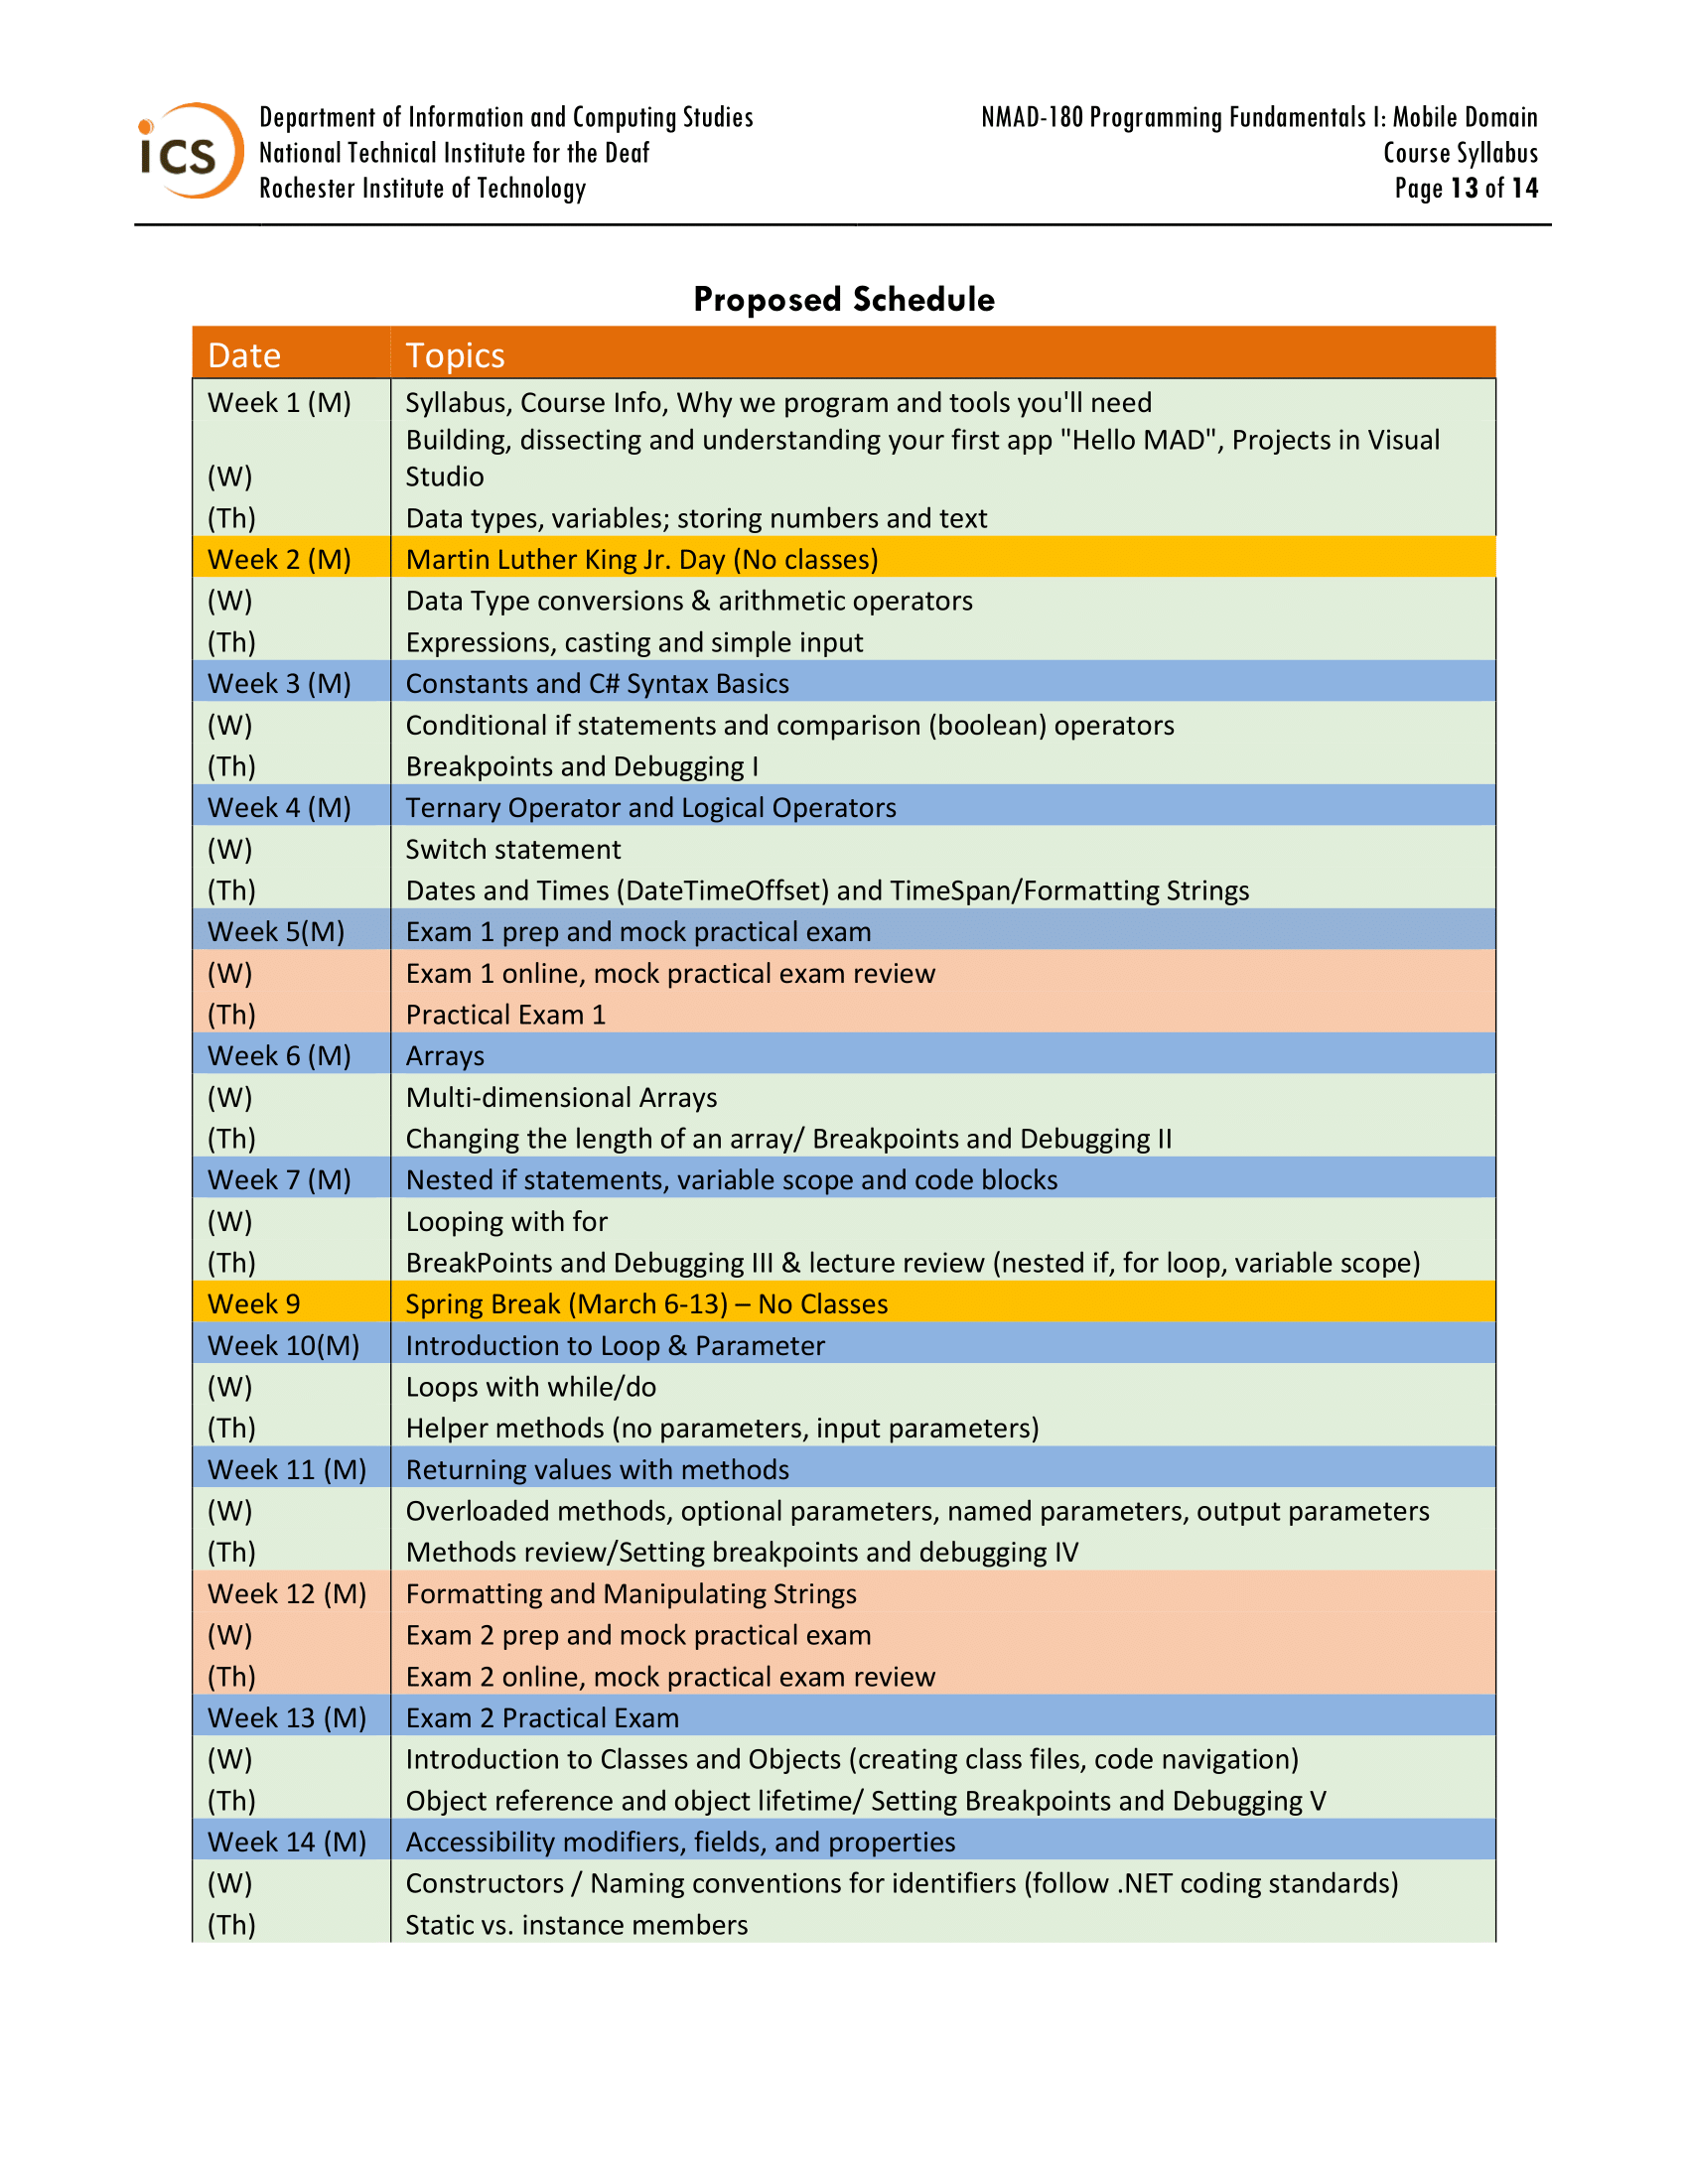 ics
Department of Information and Computing Studies
National Technical Institute for the Deaf
Rochester Institute of Technology
NMAD-180 Programming Fundamentals I: Mobile Domain
Course Syllabus
Page 13 of 14
Proposed Schedule
Date Topics
Week 1 (M) Syllabus, Course Info, Why we program and tools you'll need
Building, dissecting and understanding your first app "Hello MAD", Projects in Visual
(W) Studio
(Th) Data types, variables; storing numbers and text
Week 2 (M) Martin Luther King Jr. Day (No classes)
(W) Data Type conversions & arithmetic operators
(Th) Expressions, casting and simple input
Week 3 (M) Constants and C# Syntax Basics
(W) Conditional if statements and comparison (boolean) operators
(Th) Breakpoints and Debugging I
Week 4 (M) Ternary Operator and Logical Operators
(W) Switch statement
(Th) Dates and Times (DateTimeOffset) and TimeSpan/Formatting Strings
Week 5(M) Exam 1 prep and mock practical exam
(W) Exam 1 online, mock practical exam review
(Th) Practical Exam 1
Week 6 (M) Arrays
(W) Multi-dimensional Arrays
(Th) Changing the length of an array/ Breakpoints and Debugging II
Week 7 (M) Nested if statements, variable scope and code blocks
(W) Looping with for
(Th) BreakPoints and Debugging III & lecture review (nested if, for loop, variable scope)
Week 9 Spring Break (March 6-13) – No Classes
Week 10(M) Introduction to Loop & Parameter
(W) Loops with while/do
(Th) Helper methods (no parameters, input parameters)
Week 11 (M) Returning values with methods
(W) Overloaded methods, optional parameters, named parameters, output parameters
(Th) Methods review/Setting breakpoints and debugging IV
Week 12 (M) Formatting and Manipulating Strings
(W) Exam 2 prep and mock practical exam
(Th) Exam 2 online, mock practical exam review
Week 13 (M) Exam 2 Practical Exam
(W) Introduction to Classes and Objects (creating class files, code navigation)
(Th) Object reference and object lifetime/ Setting Breakpoints and Debugging V
Week 14 (M) Accessibility modifiers, fields, and properties
(W) Constructors / Naming conventions for identifiers (follow .NET coding standards)
(Th) Static vs. instance members